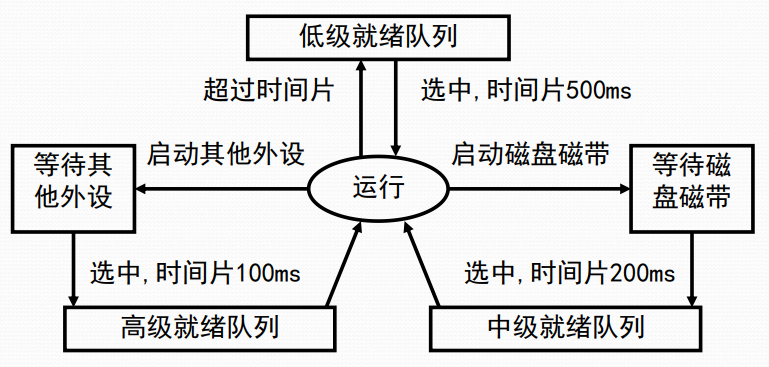 低级就绪队列
超过时间片
选中,时间片500ms
等待其
他外设
启动其他外设
运行
启动磁盘磁带
等待磁
盘磁带
选中,时间片100ms
选中,时间片200ms
高级就绪队列
中级就绪队列